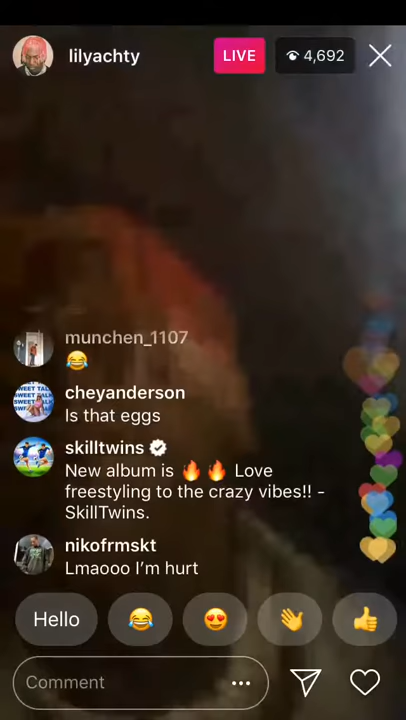 lilyachty
LIVE
4,692
munchen_1107
😂
cheyanderson
Is that eggs
skilltwins
New album is 🔥🔥 Love
freestyling to the crazy vibes!! -
SkillTwins.
nikofrmskt
Lmaooo I’m hurt
Hello 😂 😍 👋 👍
Comment